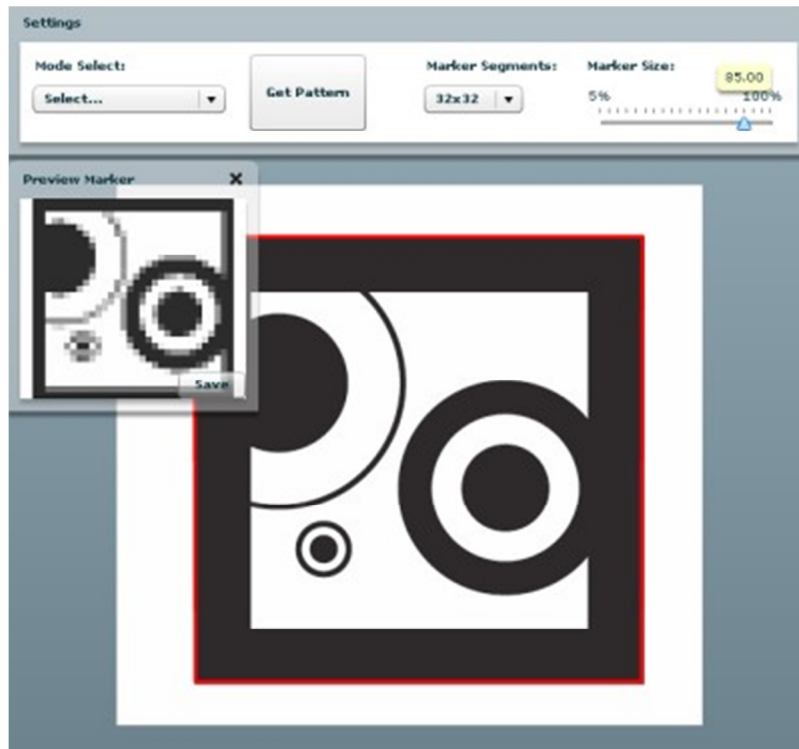 Settings
Mode Select:
Select...
Get Pattern
Marker Segments:
32x32
Marker Size:
85.00
5%
100%
Preview Marker
Save